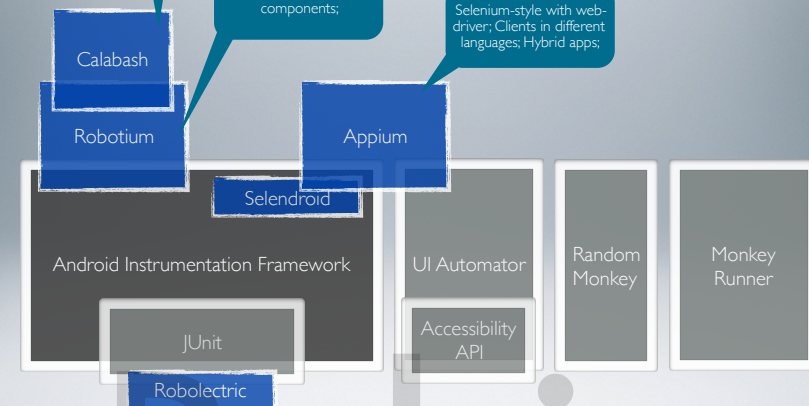 components;
Selenium-style with web-
driver; Clients in different
languages; Hybrid apps;
Calabash
Robotium
Appium
Selendroid
Android Instrumentation Framework
UI Automator
Random
Monkey
Monkey
Runner
JUnit
Accessibility
API
Robolectric